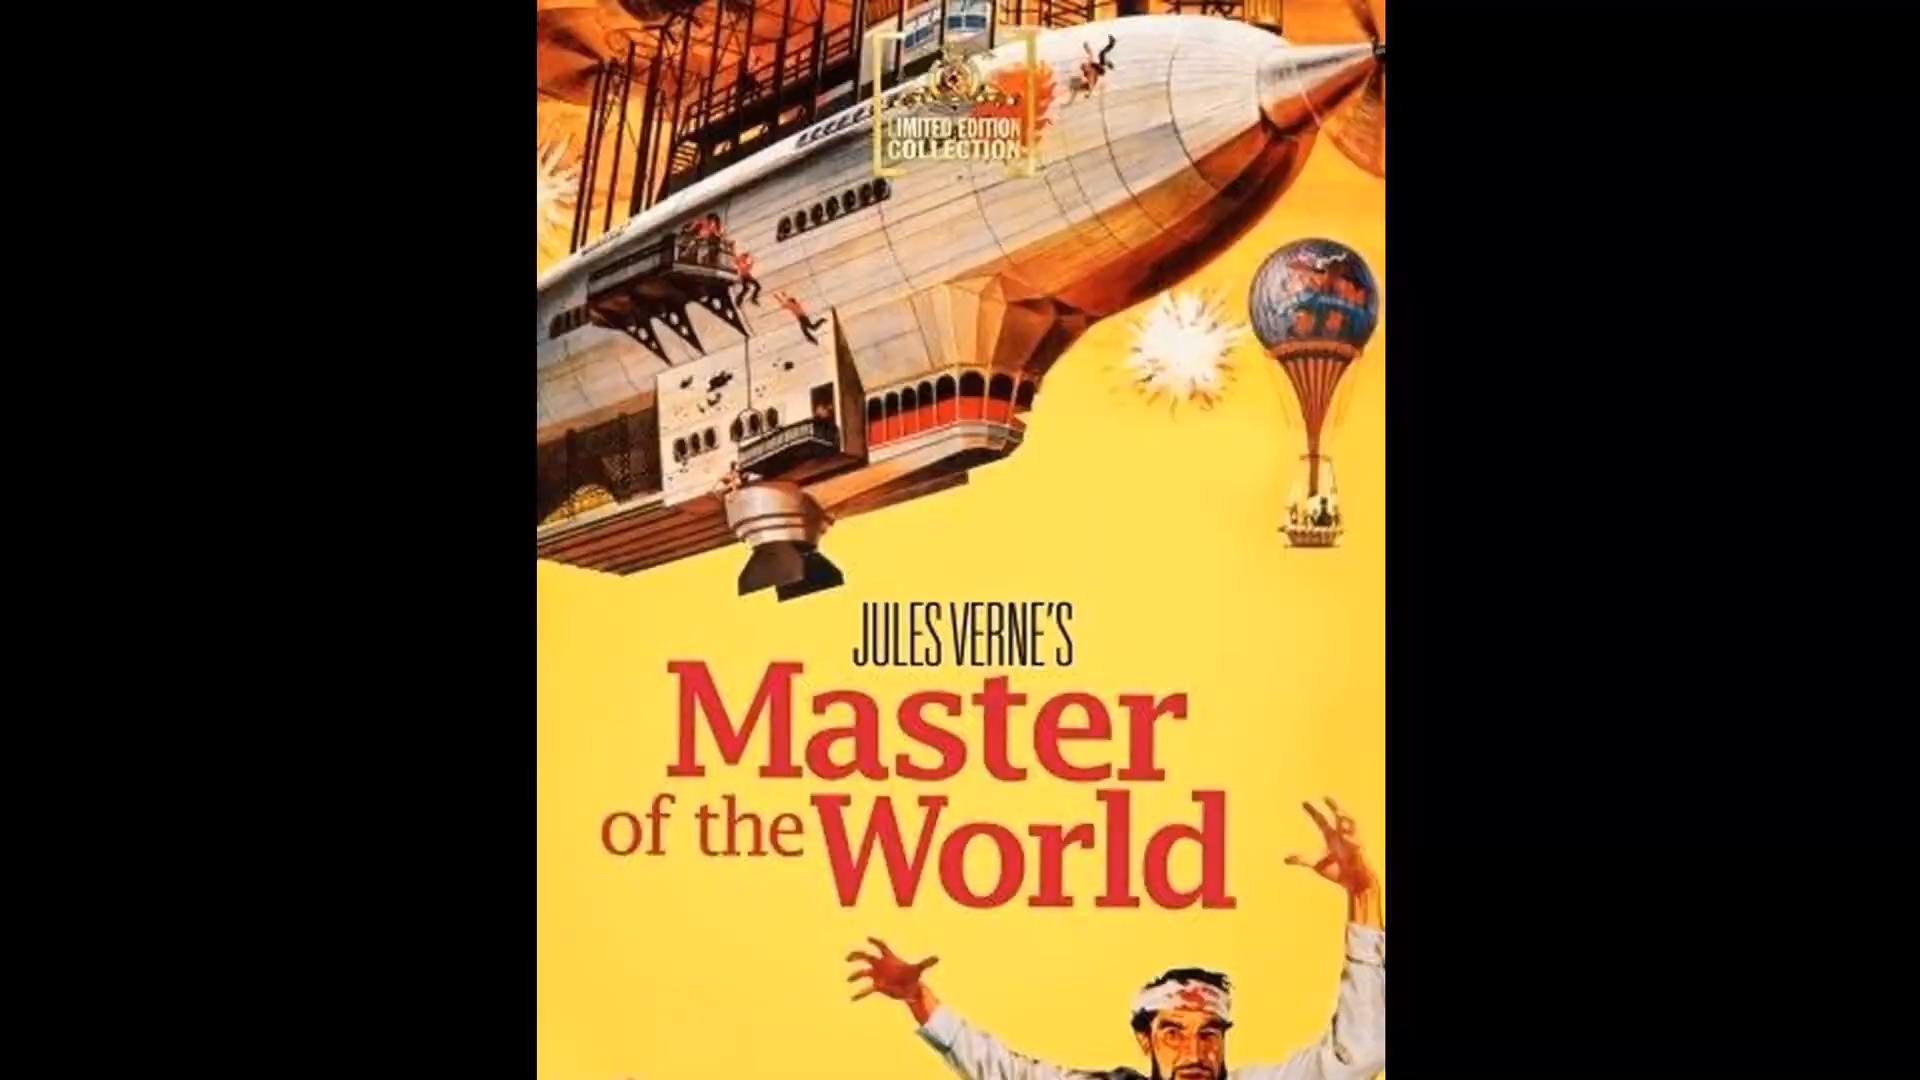 LIMITED EDITION
COLLECTION
JULES VERNE'S
Master
of the World